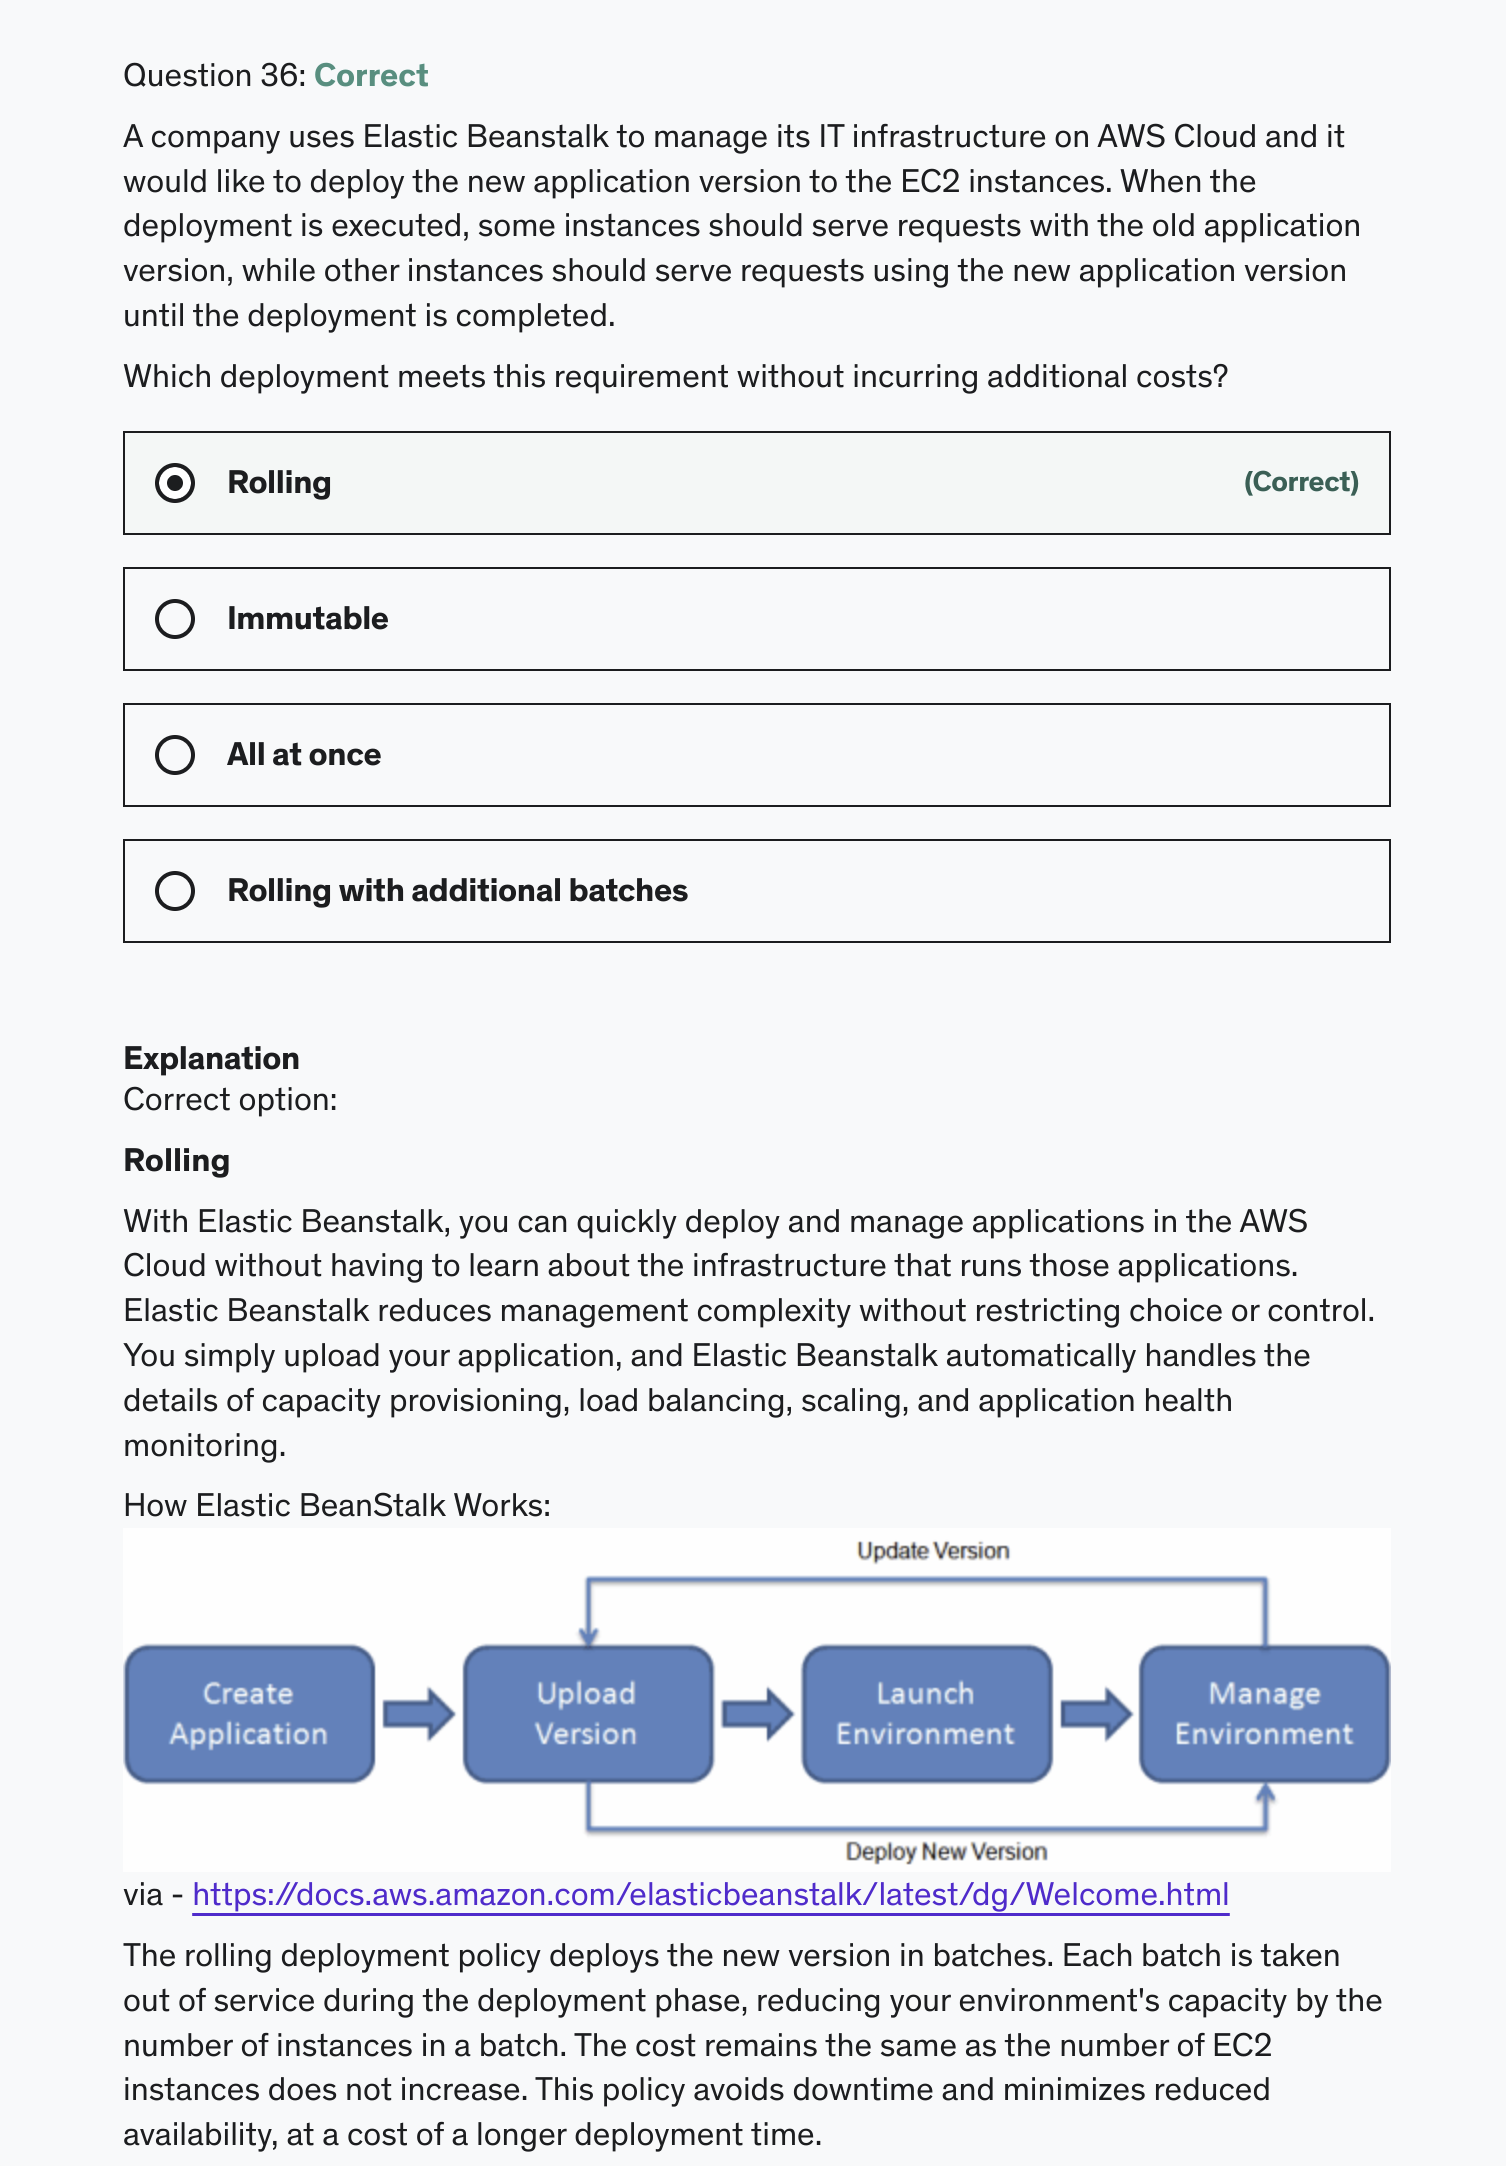 Question 36: Correct
A company uses Elastic Beanstalk to manage its IT infrastructure on AWS Cloud and it
would like to deploy the new application version to the EC2 instances. When the
deployment is executed, some instances should serve requests with the old application
version, while other instances should serve requests using the new application version
until the deployment is completed.
Which deployment meets this requirement without incurring additional costs?
Rolling (Correct)
Immutable
All at once
Rolling with additional batches
Explanation
Correct option:
Rolling
With Elastic Beanstalk, you can quickly deploy and manage applications in the AWS
Cloud without having to learn about the infrastructure that runs those applications.
Elastic Beanstalk reduces management complexity without restricting choice or control.
You simply upload your application, and Elastic Beanstalk automatically handles the
details of capacity provisioning, load balancing, scaling, and application health
monitoring.
How Elastic BeanStalk Works:
Update Version
Create
Application
Upload
Version
Launch
Environment
Manage
Environment
Deploy New Version
via - https://docs.aws.amazon.com/elasticbeanstalk/latest/dg/Welcome.html
The rolling deployment policy deploys the new version in batches. Each batch is taken
out of service during the deployment phase, reducing your environment's capacity by the
number of instances in a batch. The cost remains the same as the number of EC2
instances does not increase. This policy avoids downtime and minimizes reduced
availability, at a cost of a longer deployment time.